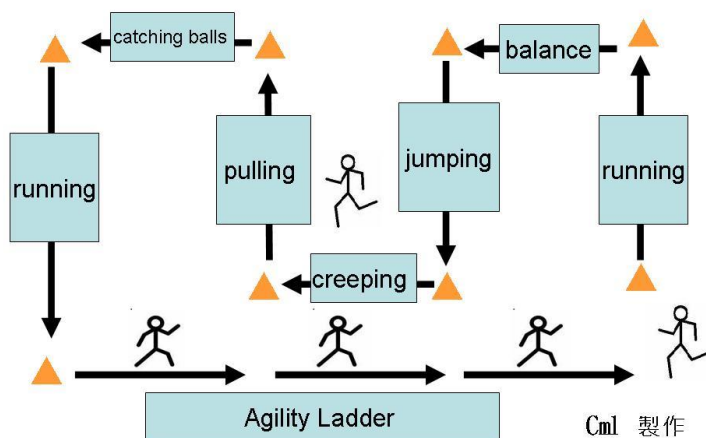 catching balls
balance
running
pulling
jumping
running
creeping
Agility Ladder
Cml 製作